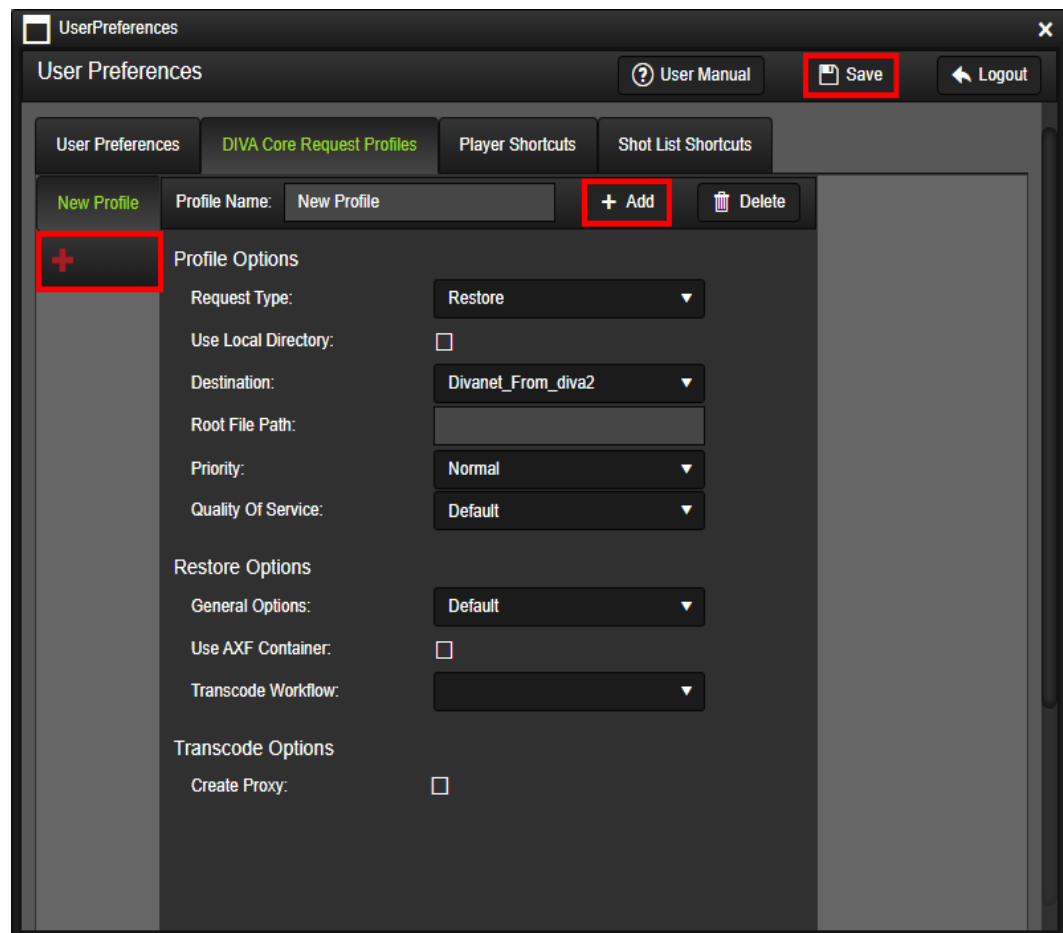 UserPreferences
User Preferences
User Manual
Save
Logout
User Preferences
DIVA Core Request Profiles
Player Shortcuts
Shot List Shortcuts
New Profile
Profile Name: New Profile
+ Add
Delete
Profile Options
Request Type: Restore
Use Local Directory:
Destination: Divanet_From_diva2
Root File Path:
Priority: Normal
Quality Of Service: Default
Restore Options
General Options: Default
Use AXF Container:
Transcode Workflow:
Transcode Options
Create Proxy: